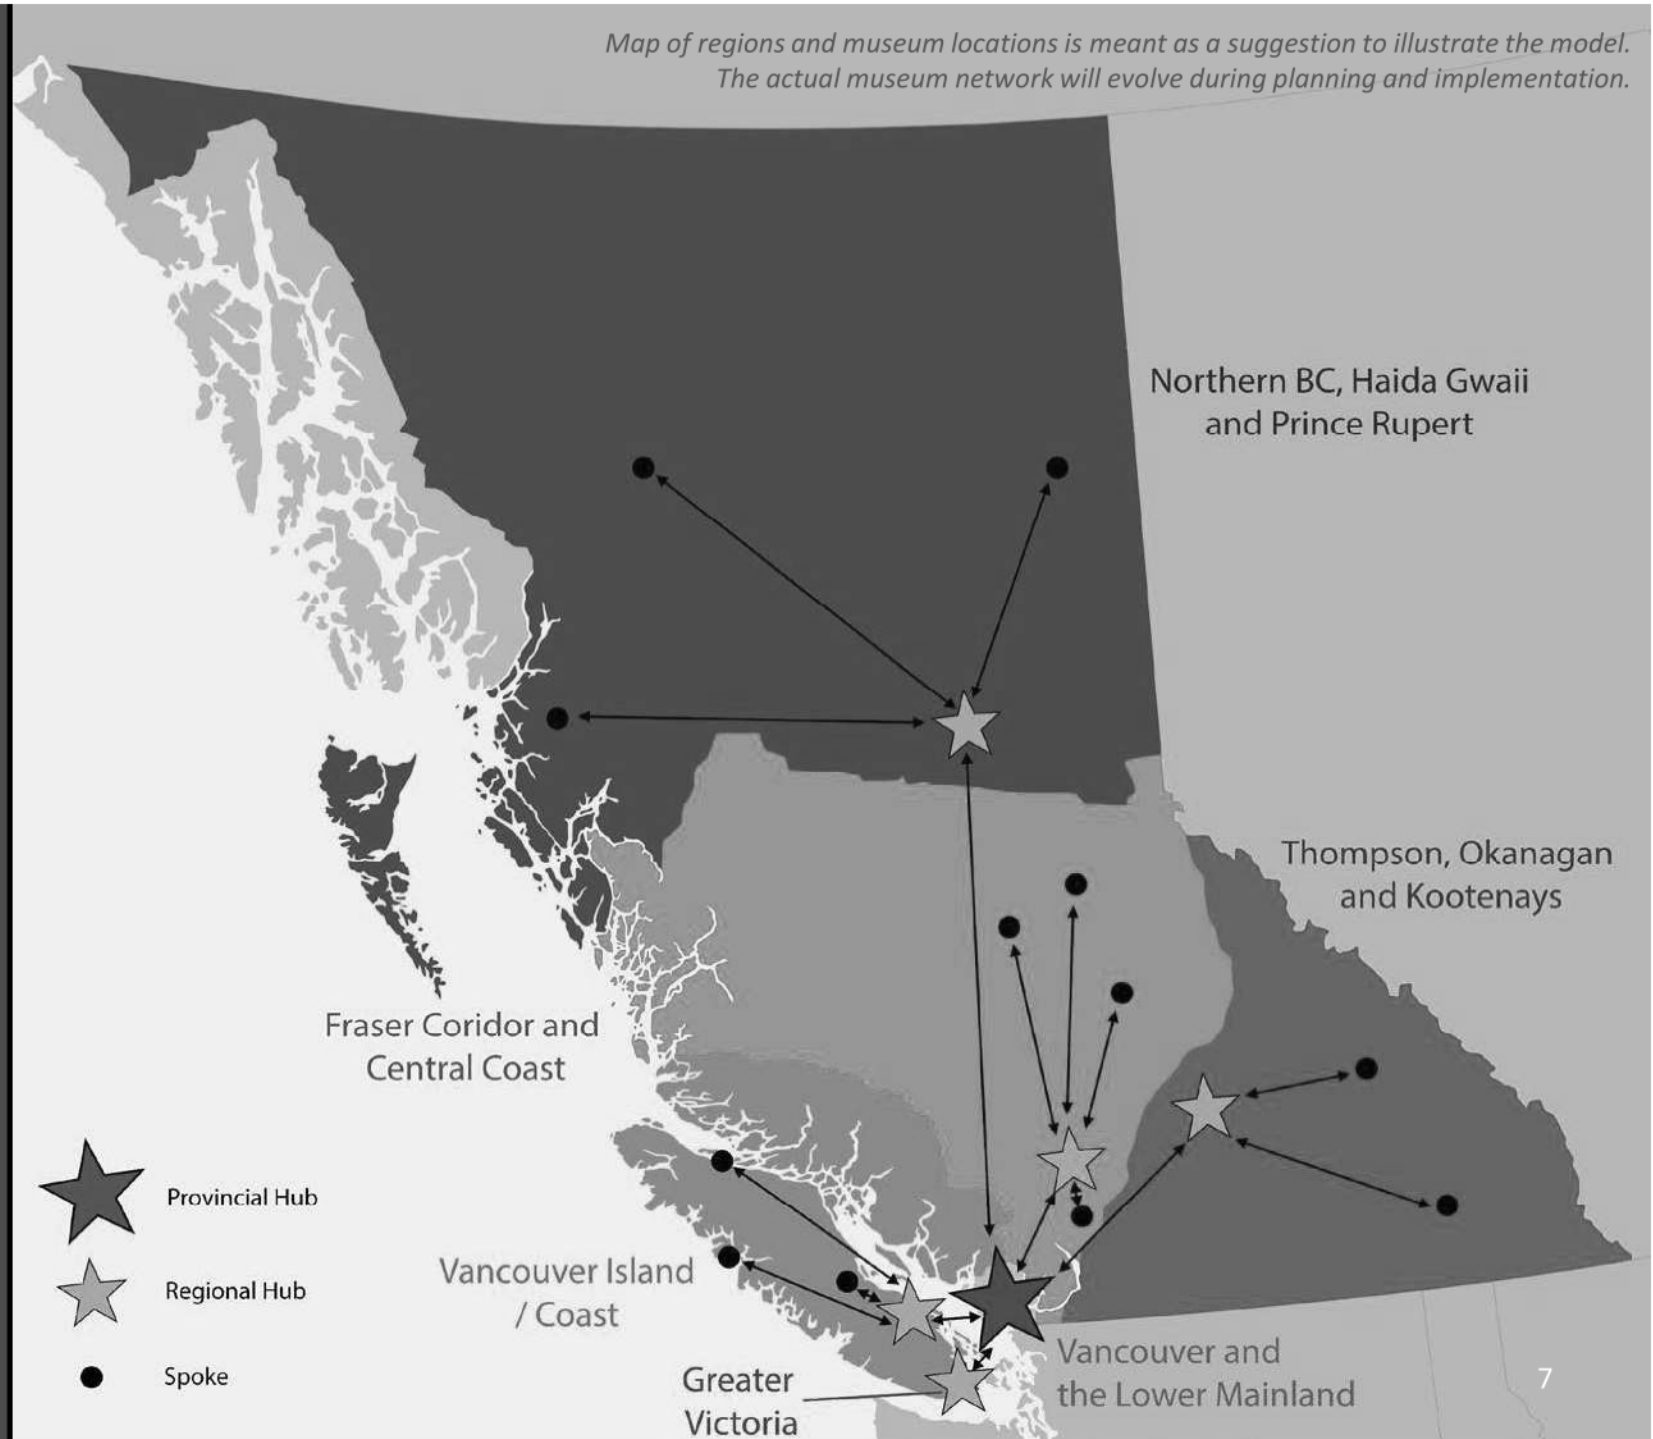 Map of regions and museum locations is meant as a suggestion to illustrate the model.
The actual museum network will evolve during planning and implementation.
Northern BC, Haida Gwaii
and Prince Rupert
Thompson, Okanagan
and Kootenays
Fraser Coridor and
Central Coast
Provincial Hub
Regional Hub
Spoke
Vancouver Island
/ Coast
Greater
Victoria
Vancouver and
the Lower Mainland
7